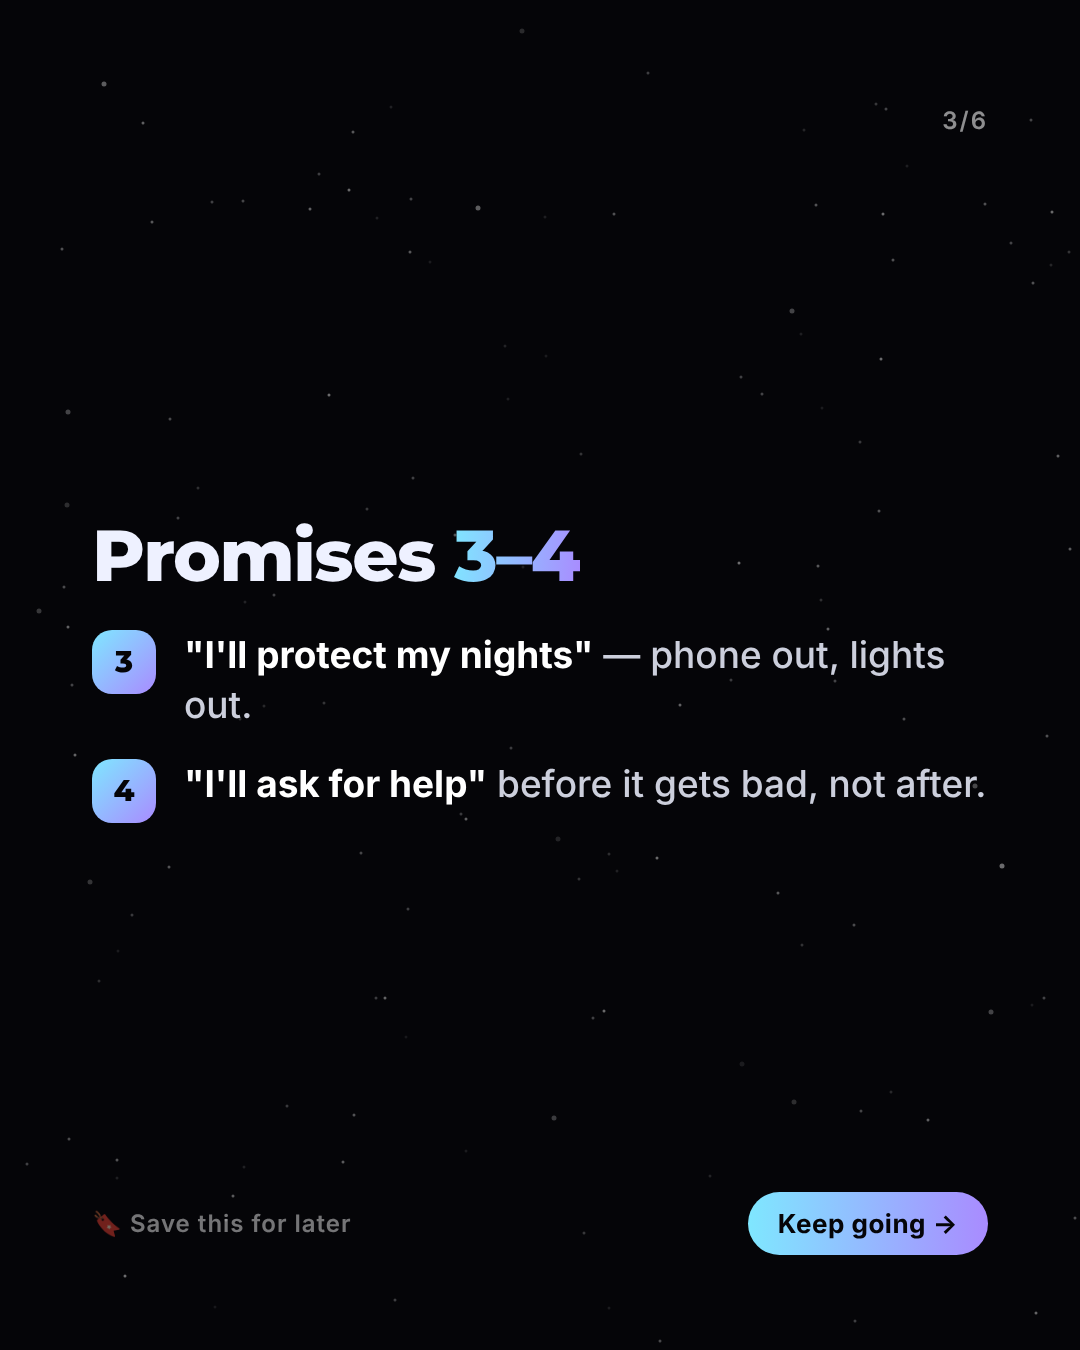 3/6
Promises 3–4
3
"I'll protect my nights" — phone out, lights
out.
4
"I'll ask for help" before it gets bad, not after.
🔖 Save this for later
Keep going →